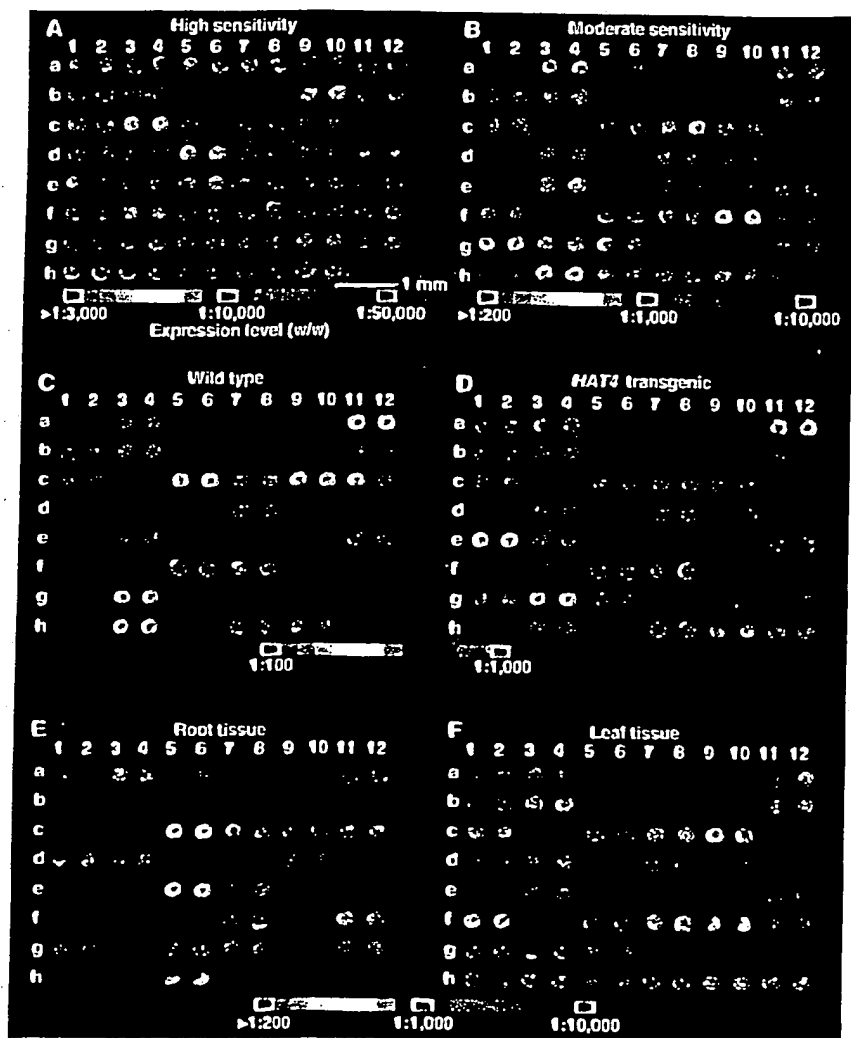 A High sensitivity
1 2 3 4 5 6 7 8 9 10 11 12
a
b
c
d
e
f
g
h
1 mm
>1:3,000 1:10,000 1:50,000
Expression level (w/w)
B Moderate sensitivity
1 2 3 4 5 6 7 8 9 10 11 12
a
b
c
d
e
f
g
h
>1:200 1:1,000 1:10,000
C Wild type
1 2 3 4 5 6 7 8 9 10 11 12
a
b
c
d
e
f
g
h
1:100
D HAT4 transgenic
1 2 3 4 5 6 7 8 9 10 11 12
a
b
c
d
e
f
g
h
1:1,000
E Root tissue
1 2 3 4 5 6 7 8 9 10 11 12
a
b
c
d
e
f
g
h
F Leaf tissue
1 2 3 4 5 6 7 8 9 10 11 12
a
b
c
d
e
f
g
h
>1:200 1:1,000 1:10,000